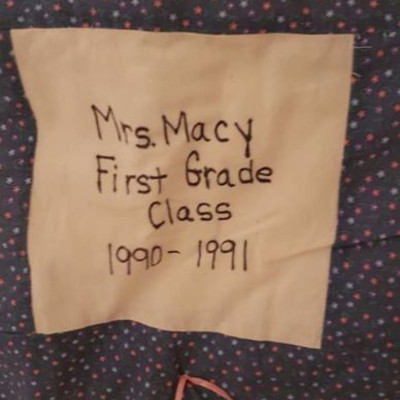 Mrs. Macy
First Grade
Class
1990-1991